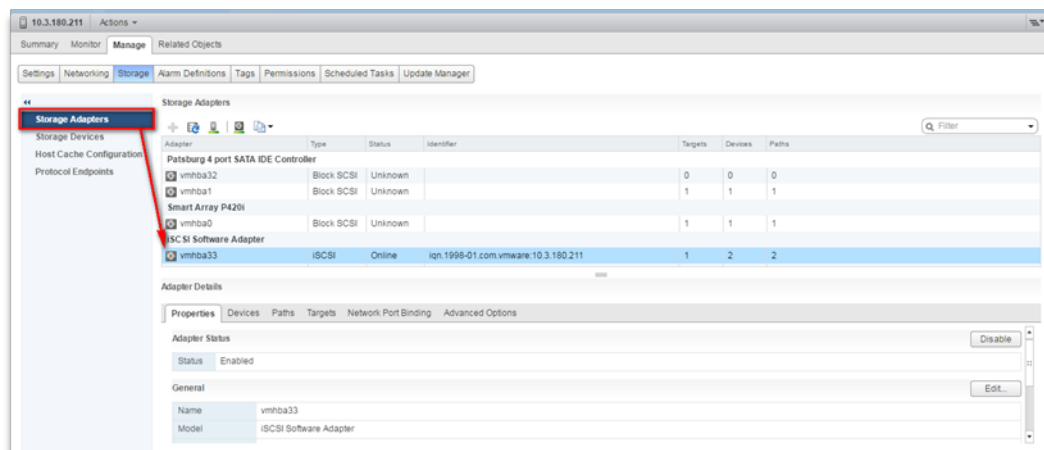 10.3.180.211 Actions
Summary Monitor Manage Related Objects
Settings Networking Storage Alarm Definitions Tags Permissions Scheduled Tasks Update Manager
Storage Adapters
Storage Devices
Host Cache Configuration
Protocol Endpoints
Storage Adapters
Filter
Adapter Type Status Identifier Targets Devices Paths
Patsburg 4 port SATA IDE Controller
vmhba32 Block SCSI Unknown 0 0 0
vmhba1 Block SCSI Unknown 1 1 1
Smart Array P420i
vmhba0 Block SCSI Unknown 1 1 1
iSCSI Software Adapter
vmhba33 iSCSI Online iqn.1998-01.com.vmware:10.3.180.211 1 2 2
Adapter Details
Properties Devices Paths Targets Network Port Binding Advanced Options
Adapter Status
Disable
Status Enabled
General
Edit...
Name vmhba33
Model iSCSI Software Adapter